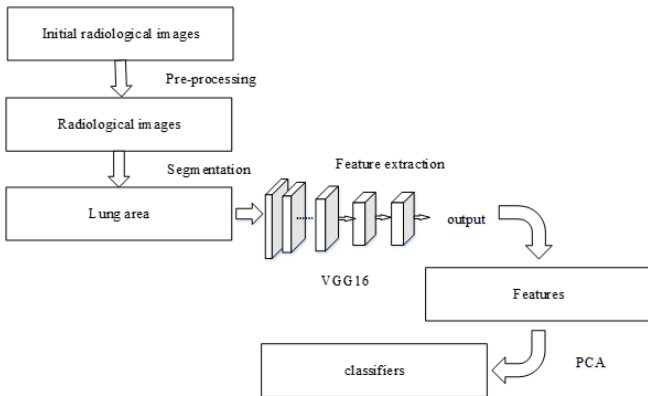 Initial radiological images
Pre-processing
Radiological images
Segmentation
Feature extraction
Lung area
output
VGG16
Features
PCA
classifiers